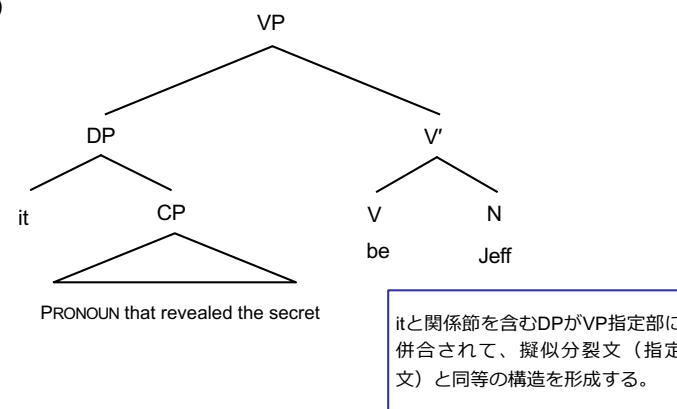 )
VP
DP V′
it CP V N
be Jeff
PRONOUN that revealed the secret
itと関係節を含むDPがVP指定部に
併合されて、擬似分裂文（指定
文）と同等の構造を形成する。